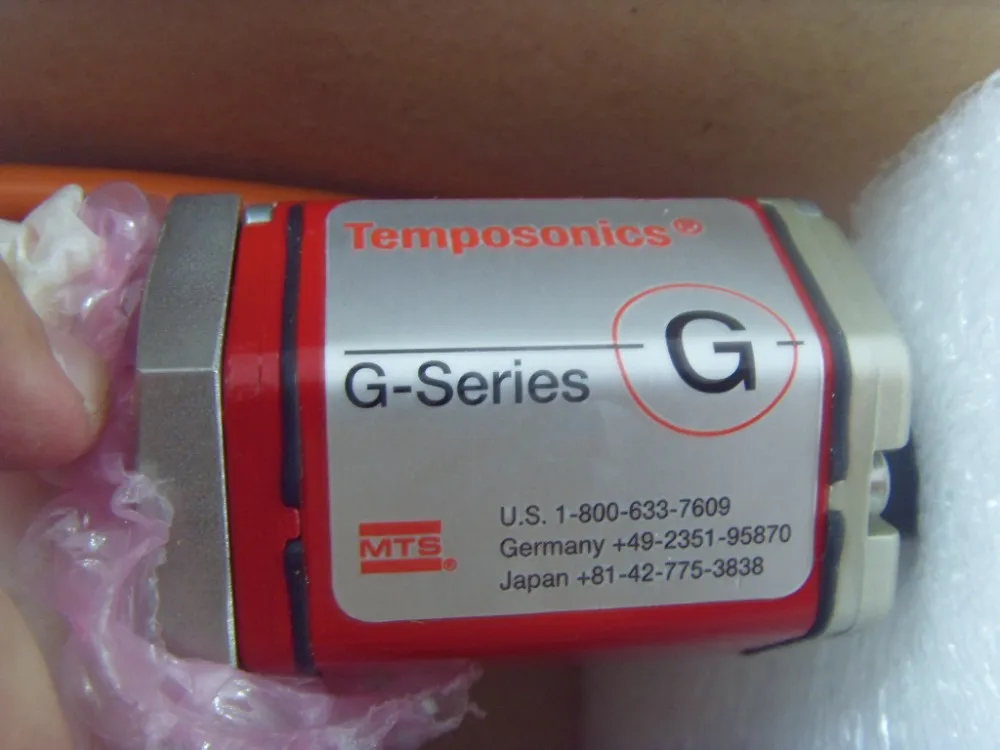 Temposonics®
G
G-Series
MTS®
U.S. 1-800-633-7609
Germany +49-2351-95870
Japan +81-42-775-3838